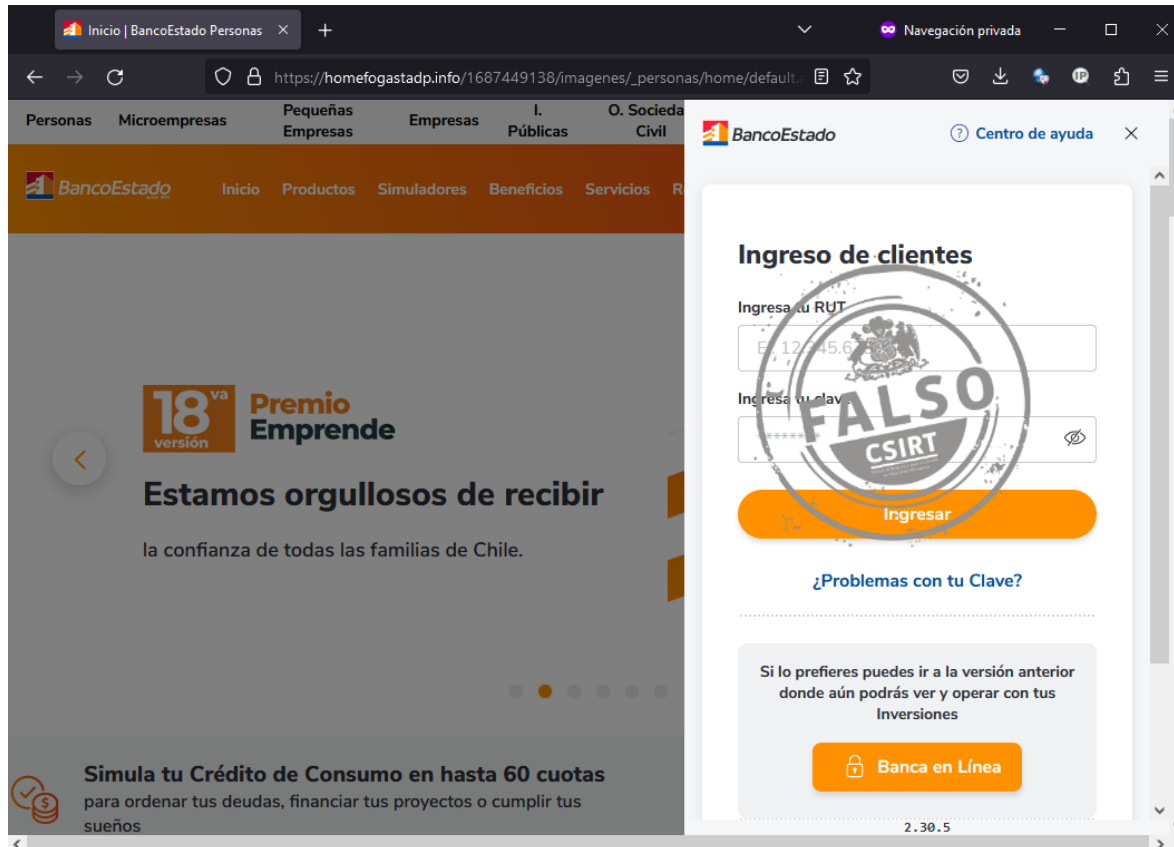 Inicio | BancoEstado Personas
Navegación privada
https://homefogastadp.info/1687449138/imagenes/_personas/home/default.
Personas Microempresas Pequeñas Empresas Empresas I. Públicas O. Socieda Civil
BancoEstado
Inicio Productos Simuladores Beneficios Servicios R
18va versión
Premio
Emprende
Estamos orgullosos de recibir
la confianza de todas las familias de Chile.
Simula tu Crédito de Consumo en hasta 60 cuotas
para ordenar tus deudas, financiar tus proyectos o cumplir tus
sueños
BancoEstado
Centro de ayuda
Ingreso de clientes
Ingresa tu RUT
Ingresa tu clave
FALSO
CSIRT
Ingresar
¿Problemas con tu Clave?
Si lo prefieres puedes ir a la versión anterior
donde aún podrás ver y operar con tus
Inversiones
Banca en Línea
2.30.5